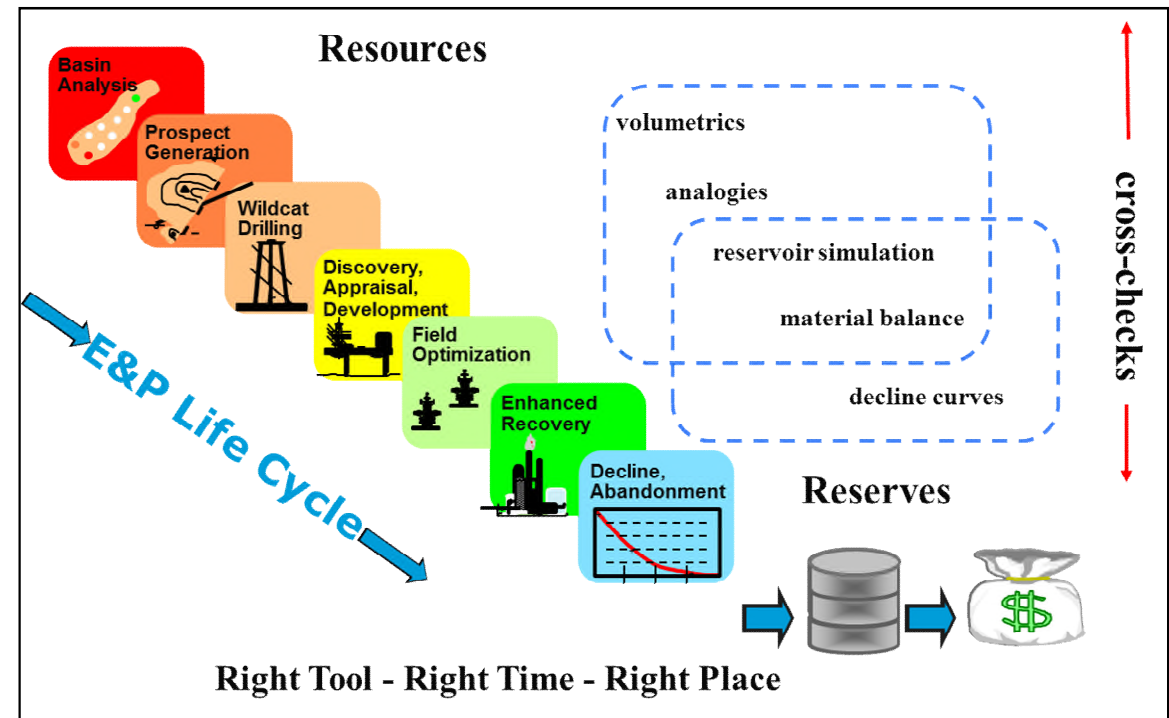 Resources
Basin
Analysis
Prospect
Generation
Wildcat
Drilling
Discovery,
Appraisal,
Development
Field
Optimization
Enhanced
Recovery
Decline,
Abandonment
E&P Life Cycle
volumetrics
analogies
reservoir simulation
material balance
decline curves
cross-checks
Reserves
$
Right Tool - Right Time - Right Place